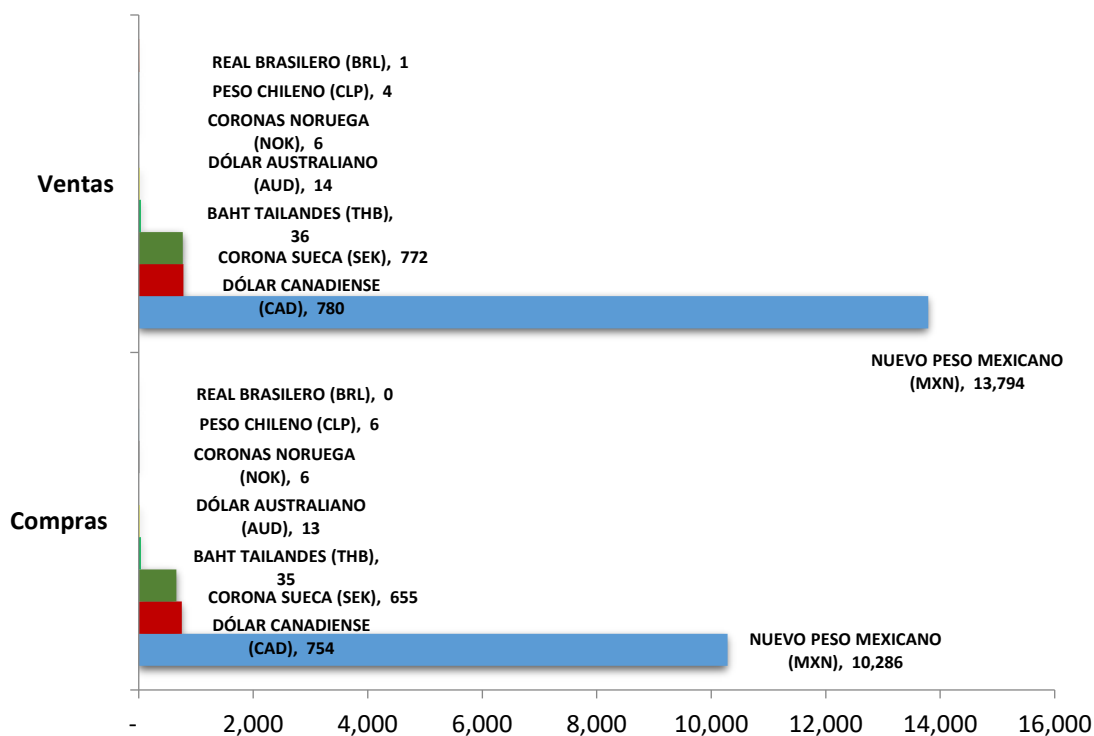 REAL BRASILERO (BRL), 1
PESO CHILENO (CLP), 4
CORONAS NORUEGA
(NOK), 6
DÓLAR AUSTRALIANO
(AUD), 14
Ventas
BAHT TAILANDES (THB),
36
CORONA SUECA (SEK), 772
DÓLAR CANADIENSE
(CAD), 780
NUEVO PESO MEXICANO
(MXN), 13,794
REAL BRASILERO (BRL), 0
PESO CHILENO (CLP), 6
CORONAS NORUEGA
(NOK), 6
DÓLAR AUSTRALIANO
(AUD), 13
Compras
BAHT TAILANDES (THB),
35
CORONA SUECA (SEK), 655
DÓLAR CANADIENSE
(CAD), 754
NUEVO PESO MEXICANO
(MXN), 10,286
- 2,000 4,000 6,000 8,000 10,000 12,000 14,000 16,000